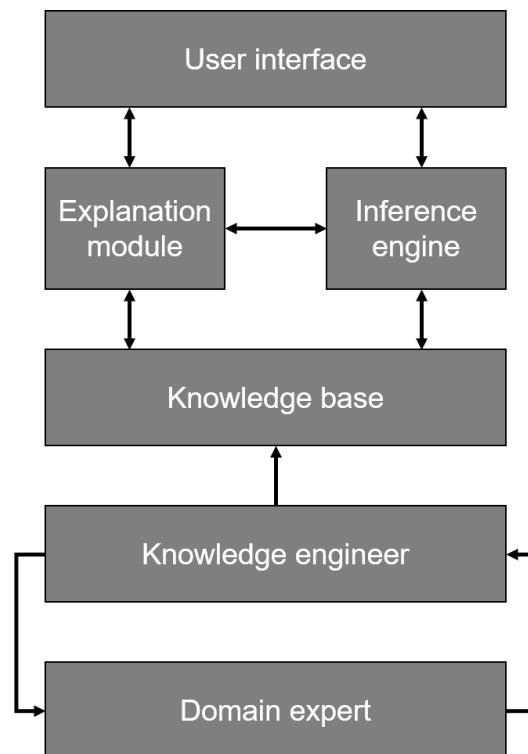 User interface
Explanation
module
Inference
engine
Knowledge base
Knowledge engineer
Domain expert